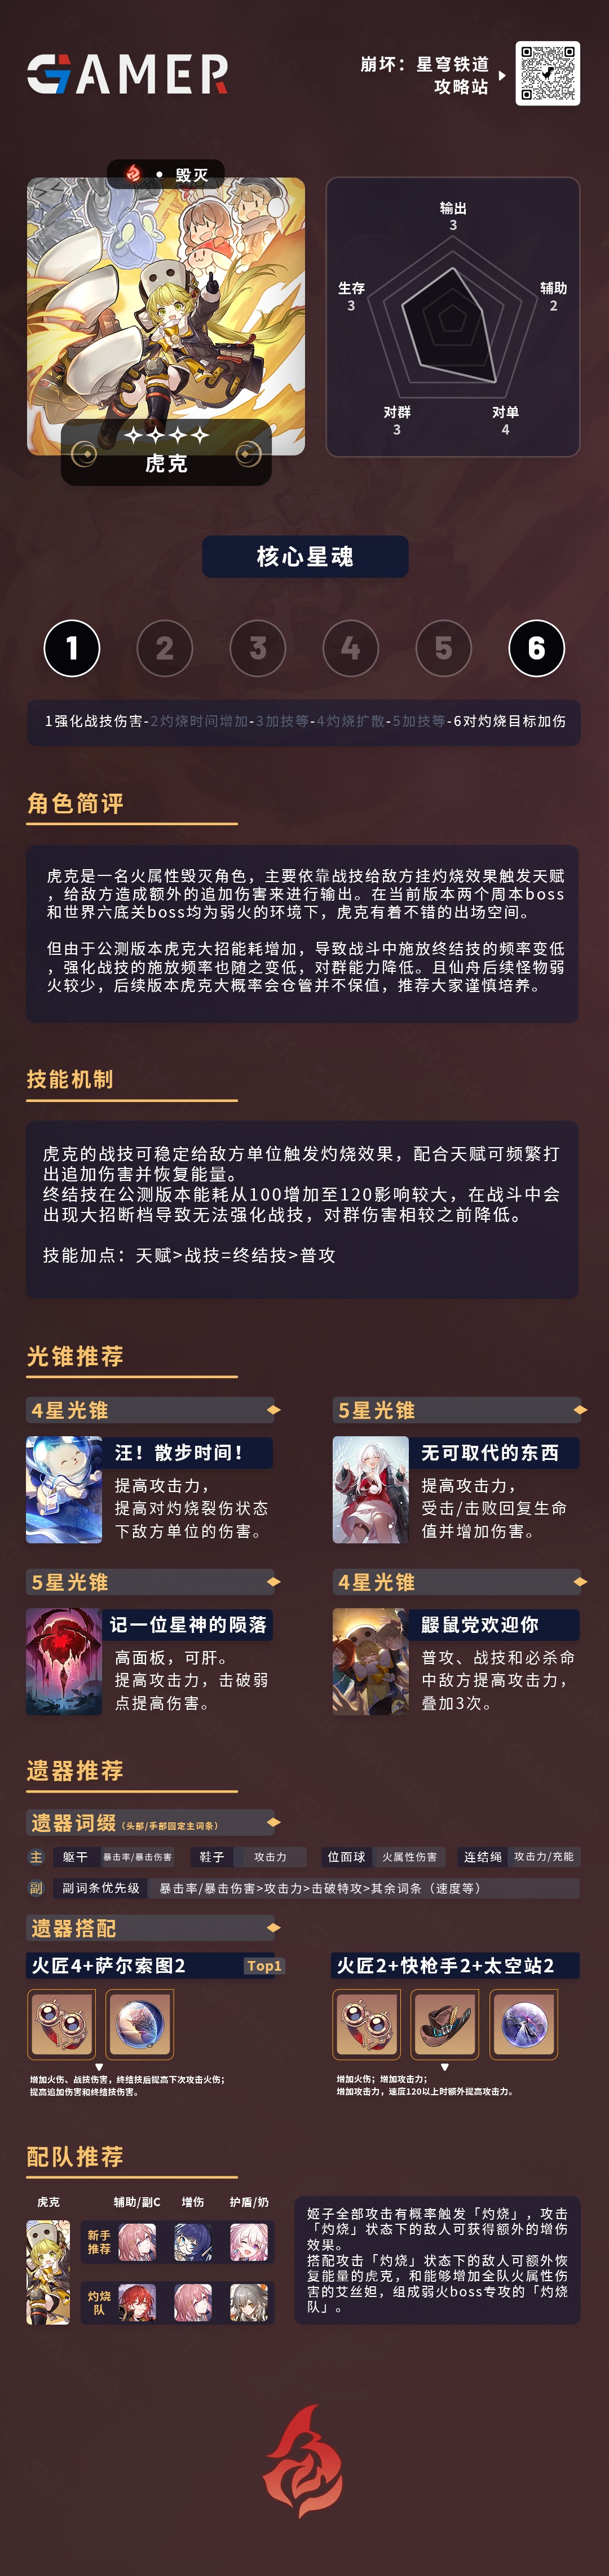 GAMER
崩坏：星穹铁道
攻略站
毁灭
虎克
输出
3
生存
3
辅助
2
对群
3
对单
4
核心星魂
1 2 3 4 5 6
1强化战技伤害-2灼烧时间增加-3加技等-4灼烧扩散-5加技等-6对灼烧目标加伤
角色简评
虎克是一名火属性毁灭角色，主要依靠战技给敌方挂灼烧效果触发天赋
，给敌方造成额外的追加伤害来进行输出。在当前版本两个周本boss
和世界六底关boss均为弱火的环境下，虎克有着不错的出场空间。
但由于公测版本虎克大招能耗增加，导致战斗中施放终结技的频率变低
，强化战技的施放频率也随之变低，对群能力降低。且仙舟后续怪物弱
火较少，后续版本虎克大概率会仓管并不保值，推荐大家谨慎培养。
技能机制
虎克的战技可稳定给敌方单位触发灼烧效果，配合天赋可频繁打
出追加伤害并恢复能量。
终结技在公测版本能耗从100增加至120影响较大，在战斗中会
出现大招断档导致无法强化战技，对群伤害相较之前降低。
技能加点：天赋>战技=终结技>普攻
光锥推荐
4星光锥
汪！散步时间！
提高攻击力，
提高对灼烧裂伤状态
下敌方单位的伤害。
5星光锥
无可取代的东西
提高攻击力，
受击/击败回复生命
值并增加伤害。
5星光锥
记一位星神的陨落
高面板，可肝。
提高攻击力，击破弱
点提高伤害。
4星光锥
鼹鼠党欢迎你
普攻、战技和必杀命
中敌方提高攻击力，
叠加3次。
遗器推荐
遗器词缀（头部/手部固定主词条）
主 躯干 暴击率/暴击伤害 鞋子 攻击力 位面球 火属性伤害 连结绳 攻击力/充能
副 副词条优先级 暴击率/暴击伤害>攻击力>击破特攻>其余词条（速度等）
遗器搭配
火匠4+萨尔索图2 Top1
增加火伤、战技伤害，终结技后提高下次攻击火伤；
提高追加伤害和终结技伤害。
火匠2+快枪手2+太空站2
增加火伤；增加攻击力；
增加攻击力，速度120以上时额外提高攻击力。
配队推荐
虎克 辅助/副C 增伤 护盾/奶
新手
推荐
灼烧
队
姬子全部攻击有概率触发「灼烧」，攻击
「灼烧」状态下的敌人可获得额外的增伤
效果。
搭配攻击「灼烧」状态下的敌人可额外恢
复能量的虎克，和能够增加全队火属性伤
害的艾丝妲，组成弱火boss专攻的「灼烧
队」。